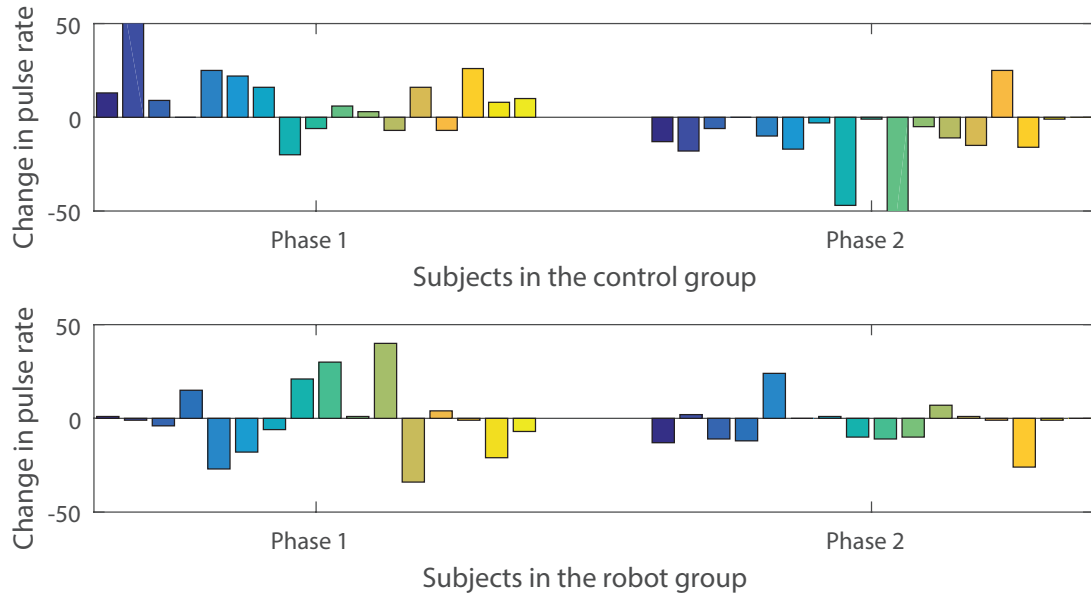 Change in pulse rate
50
0
-50
Phase 1
Phase 2
Subjects in the control group
Change in pulse rate
50
0
-50
Phase 1
Phase 2
Subjects in the robot group